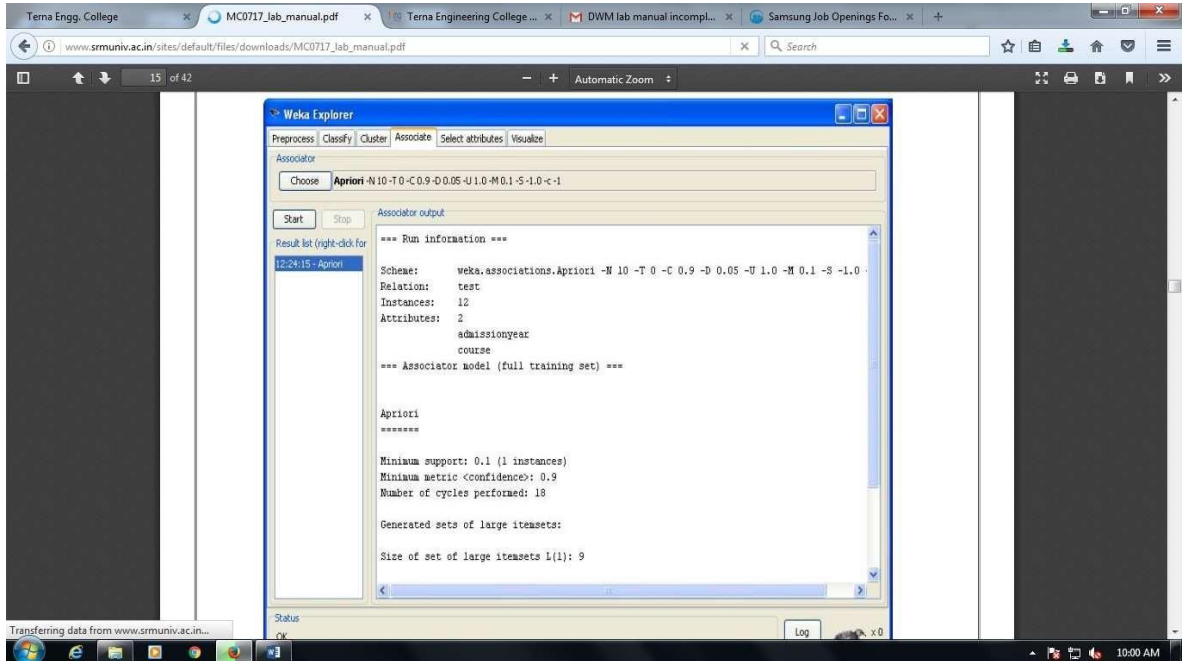 Terna Engg. College
MC0717_lab_manual.pdf
Terna Engineering College ...
DWM lab manual incompl...
Samsung Job Openings Fo...
www.srmuniv.ac.in/sites/default/files/downloads/MC0717_lab_manual.pdf
Search
15 of 42
Automatic Zoom
Weka Explorer
Preprocess Classify Cluster Associate Select attributes Visualize
Associator
Choose Apriori -N 10 -T 0 -C 0.9 -D 0.05 -U 1.0 -M 0.1 -S -1.0 -c -1
Start Stop
Result list (right-click for
12:24:15 - Apriori
Associator output
=== Run information ===
Scheme: weka.associations.Apriori -N 10 -T 0 -C 0.9 -D 0.05 -U 1.0 -M 0.1 -S -1.0 -
Relation: test
Instances: 12
Attributes: 2
admissionyear
course
=== Associator model (full training set) ===
Apriori
=======
Minimum support: 0.1 (1 instances)
Minimum metric <confidence>: 0.9
Number of cycles performed: 18
Generated sets of large itemsets:
Size of set of large itemsets L(1): 9
Status
OK
Log x 0
Transferring data from www.srmuniv.ac.in...
10:00 AM